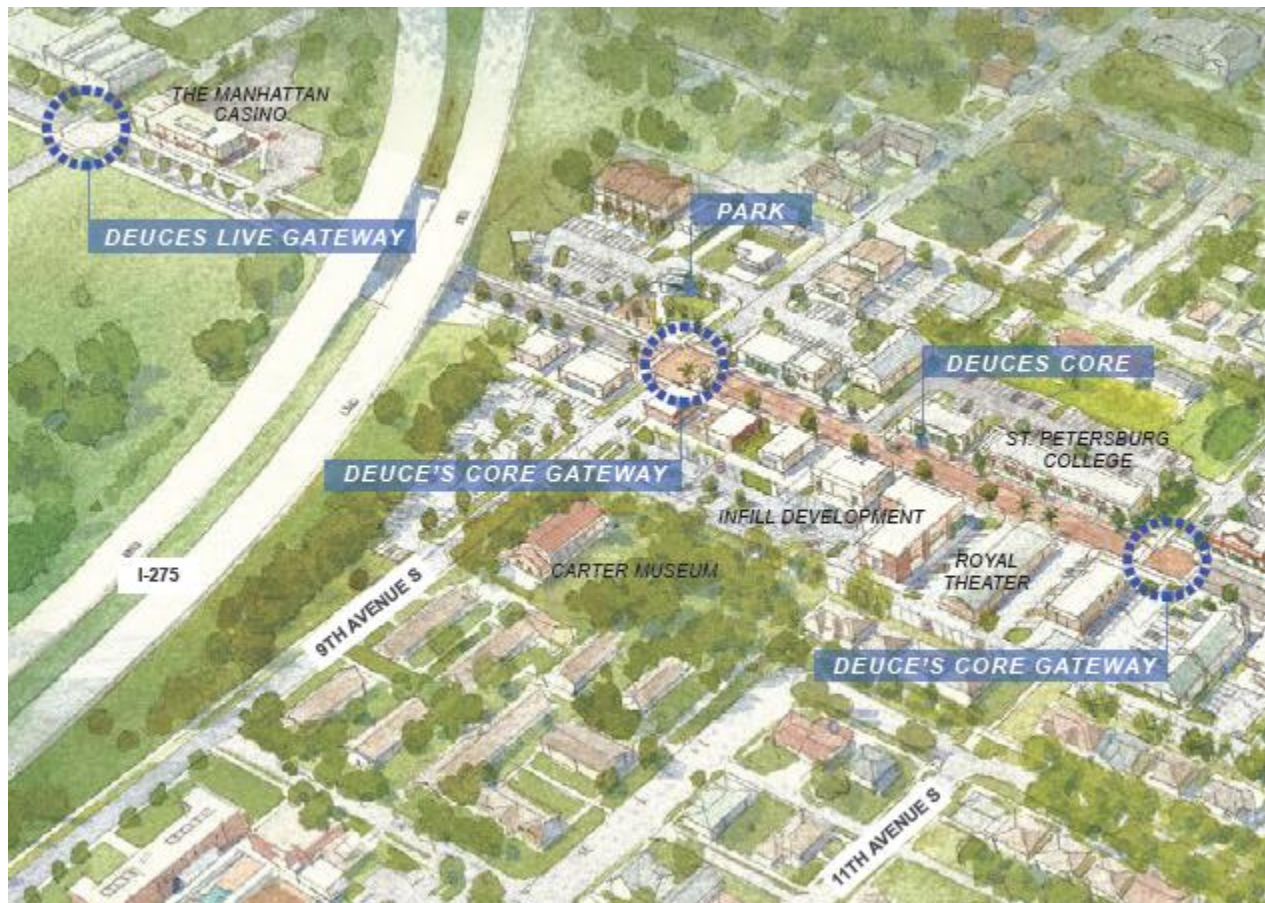 THE MANHATTAN
CASINO
DEUCES LIVE GATEWAY
PARK
DEUCES CORE
ST. PETERSBURG
COLLEGE
DEUCE'S CORE GATEWAY
INFILL DEVELOPMENT
ROYAL
THEATER
CARTER MUSEUM
I-275
9TH AVENUE S
DEUCE'S CORE GATEWAY
11TH AVENUE S